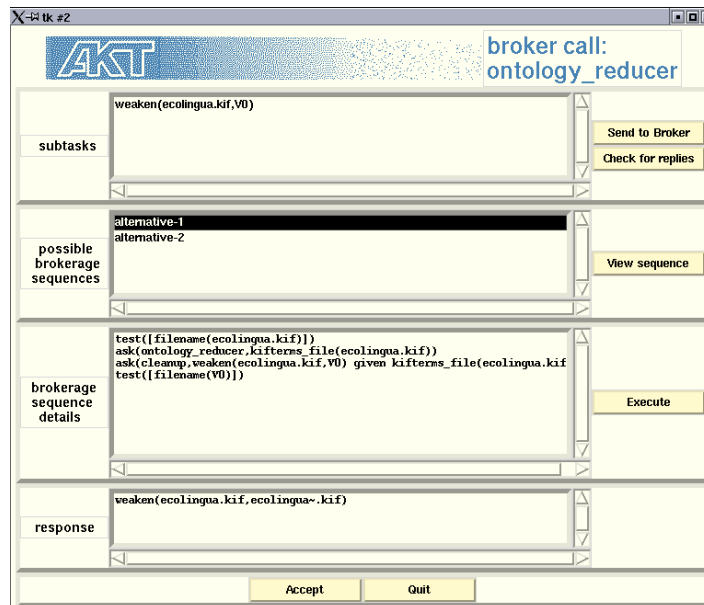 tk #2
AKT
broker call:
ontology_reducer
subtasks
weaken(ecolingua.kif,V0)
Send to Broker
Check for replies
possible
brokerage
sequences
alternative-1
alternative-2
View sequence
brokerage
sequence
details
test([filename(ecolingua.kif)])
ask(ontology_reducer,kifterms_file(ecolingua.kif))
ask(cleanup,weaken(ecolingua.kif,V0) given kifterms_file(ecolingua.kif
test([filename(V0)])
Execute
response
weaken(ecolingua.kif,ecolingua~.kif)
Accept
Quit